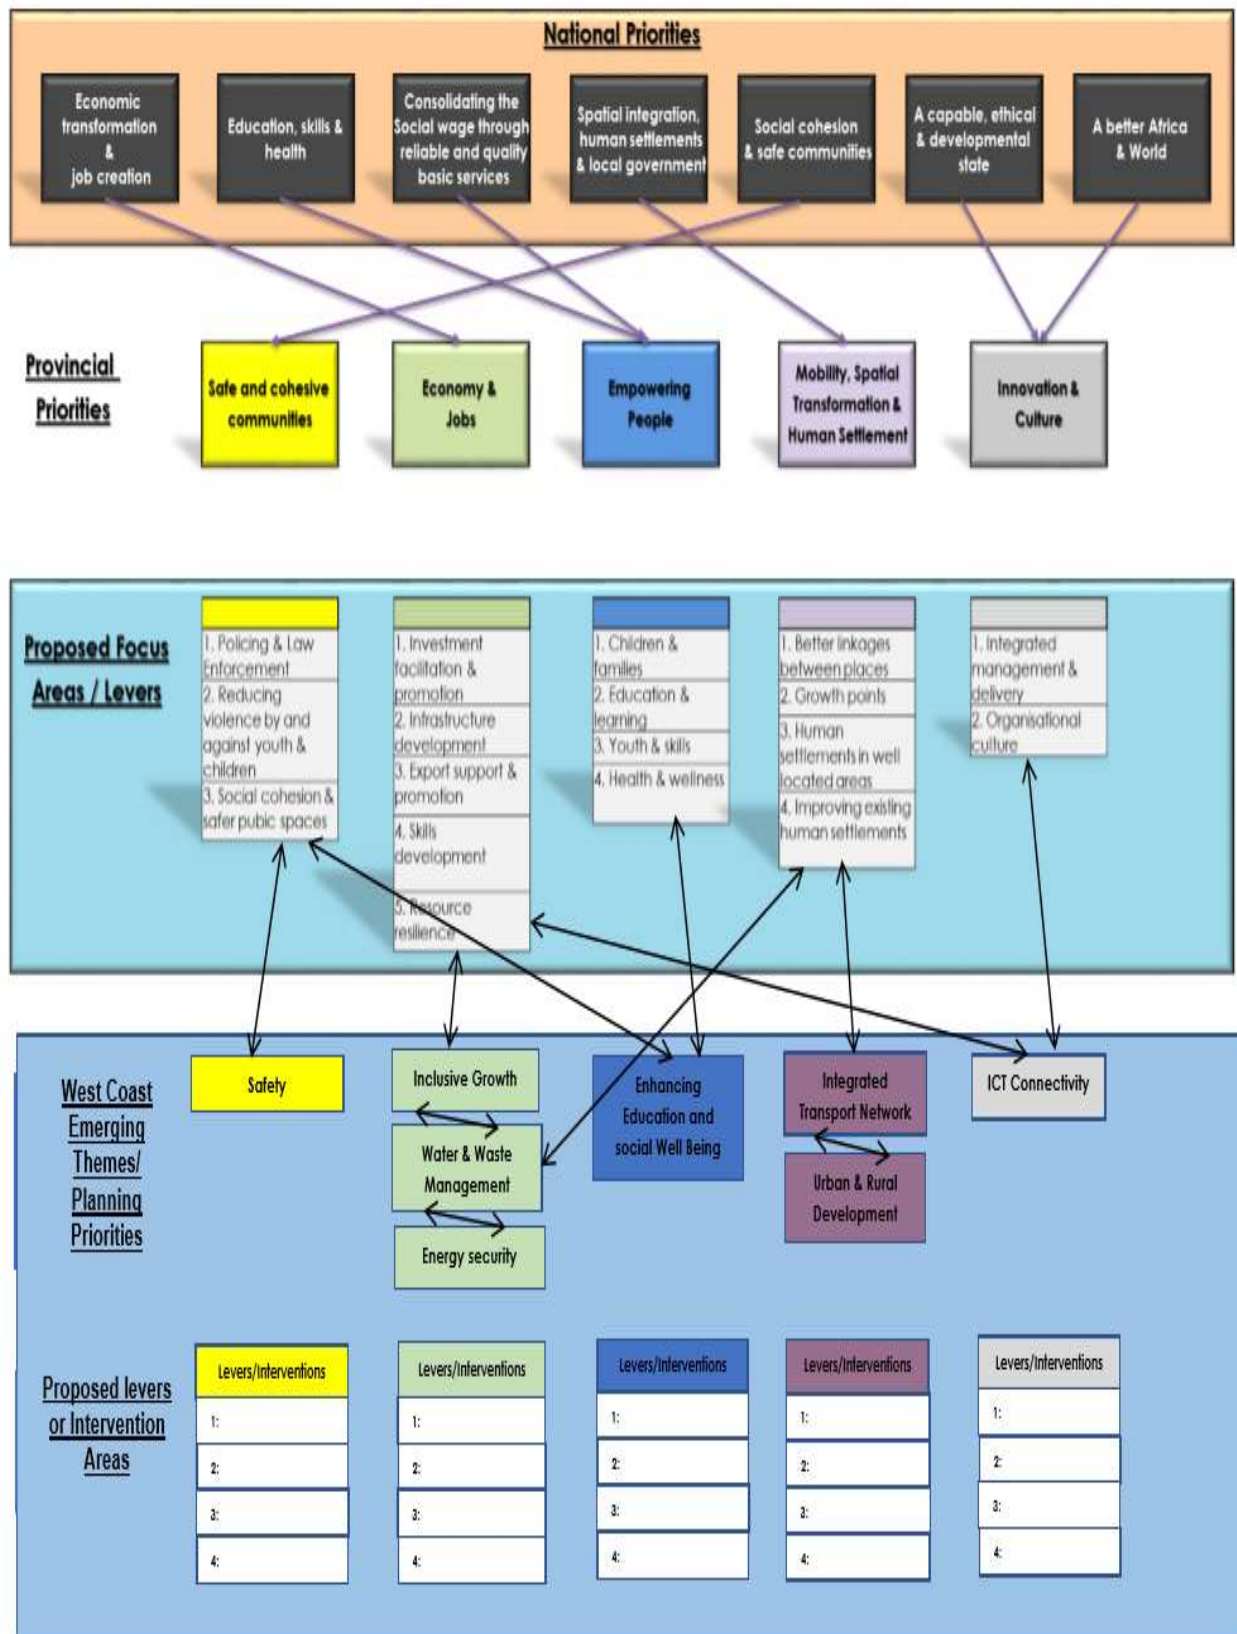 National Priorities
Economic
transformation
&
job creation
Education, skills &
health
Consolidating the
Social wage through
reliable and quality
basic services
Spatial integration,
human settlements
& local government
Social cohesion
& safe communities
A capable, ethical
& developmental
state
A better Africa
& World
Provincial
Priorities
Safe and cohesive
communities
Economy &
Jobs
Empowering
People
Mobility, Spatial
Transformation &
Human Settlement
Innovation &
Culture
Proposed Focus
Areas / Levers
1. Policing & Law
Enforcement
2. Reducing
violence by and
against youth &
children
3. Social cohesion &
safer pubic spaces
1. Investment
facilitation &
promotion
2. Infrastructure
development
3. Export support &
promotion
4. Skills
development
5. Resource
resilience
1. Children &
families
2. Education &
learning
3. Youth & skills
4. Health & wellness
1. Better linkages
between places
2. Growth points
3. Human
settlements in well
located areas
4. Improving existing
human settlements
1. Integrated
management &
delivery
2. Organisational
culture
West Coast
Emerging
Themes/
Planning
Priorities
Safety
Inclusive Growth
Water & Waste
Management
Energy security
Enhancing
Education and
social Well Being
Integrated
Transport Network
Urban & Rural
Development
ICT Connectivity
Proposed levers
or Intervention
Areas
Levers/Interventions
1:
2:
3:
4:
Levers/Interventions
1:
2:
3:
4:
Levers/Interventions
1:
2:
3:
4:
Levers/Interventions
1:
2:
3:
4:
Levers/Interventions
1:
2:
3:
4: